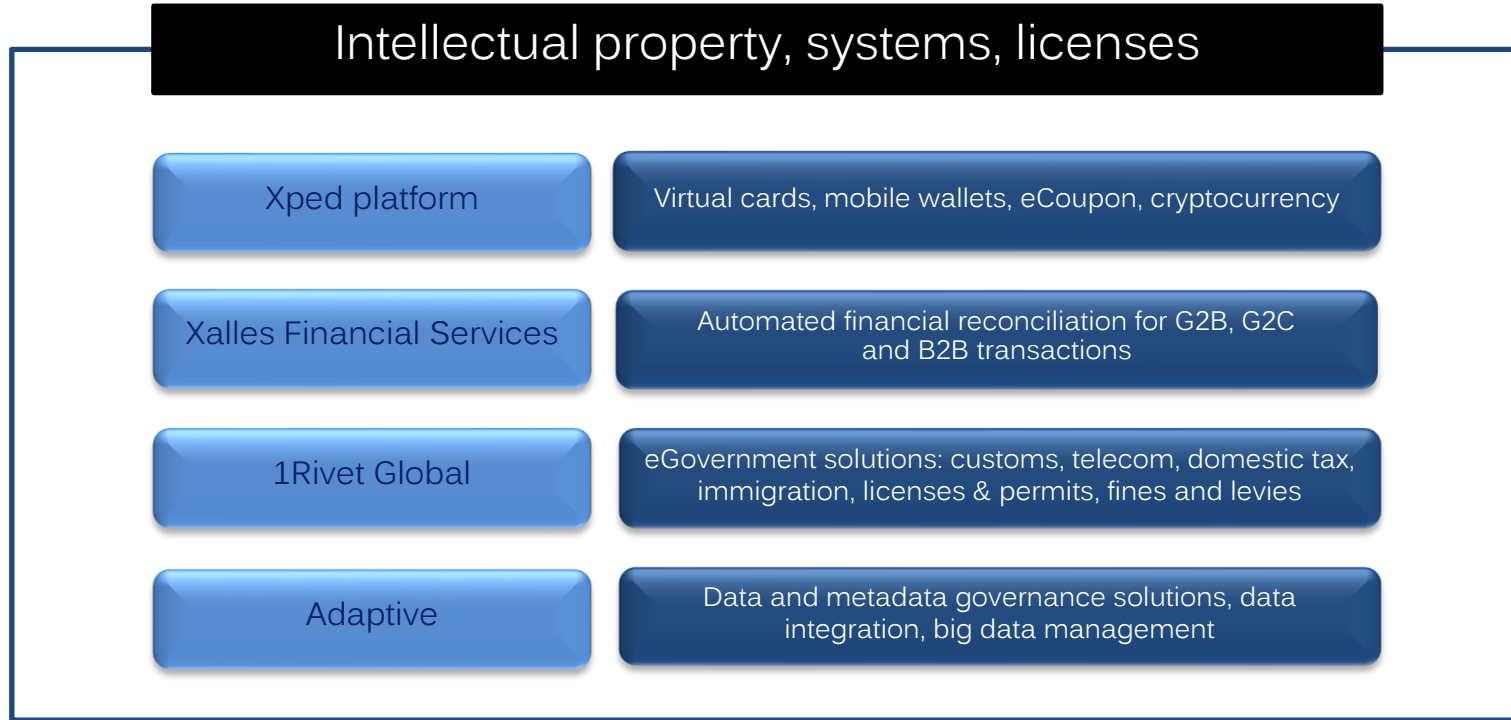 Intellectual property, systems, licenses
Xped platform
Virtual cards, mobile wallets, eCoupon, cryptocurrency
Xalles Financial Services
Automated financial reconciliation for G2B, G2C
and B2B transactions
1Rivet Global
eGovernment solutions: customs, telecom, domestic tax,
immigration, licenses & permits, fines and levies
Adaptive
Data and metadata governance solutions, data
integration, big data management